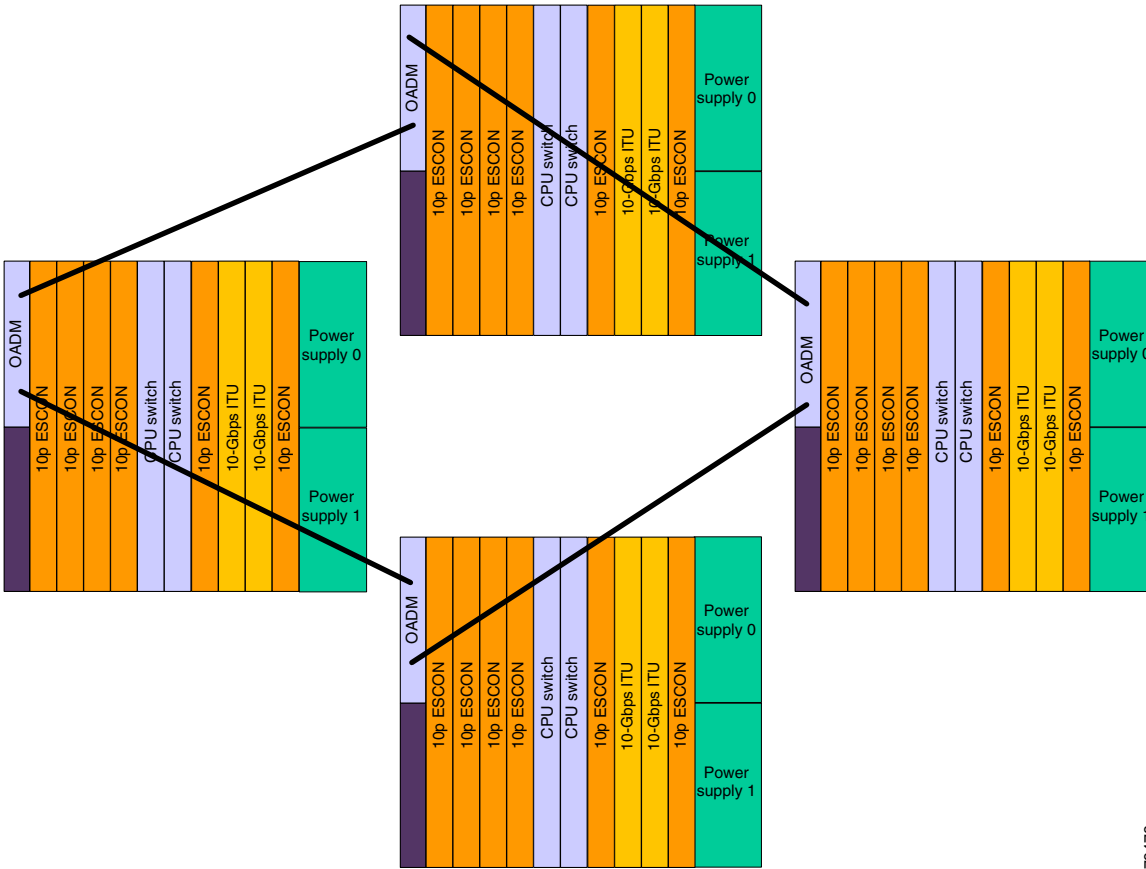 OADM
10p ESCON
10p ESCON
10p ESCON
10p ESCON
CPU switch
CPU switch
10p ESCON
10-Gbps ITU
10-Gbps ITU
10p ESCON
Power
supply 0
Power
supply 1
OADM
10p ESCON
10p ESCON
10p ESCON
10p ESCON
CPU switch
CPU switch
10p ESCON
10-Gbps ITU
10-Gbps ITU
10p ESCON
Power
supply 0
Power
supply 1
OADM
10p ESCON
10p ESCON
10p ESCON
10p ESCON
CPU switch
CPU switch
10p ESCON
10-Gbps ITU
10-Gbps ITU
10p ESCON
Power
supply 0
Power
supply 1
OADM
10p ESCON
10p ESCON
10p ESCON
10p ESCON
CPU switch
CPU switch
10p ESCON
10-Gbps ITU
10-Gbps ITU
10p ESCON
Power
supply 0
Power
supply 1